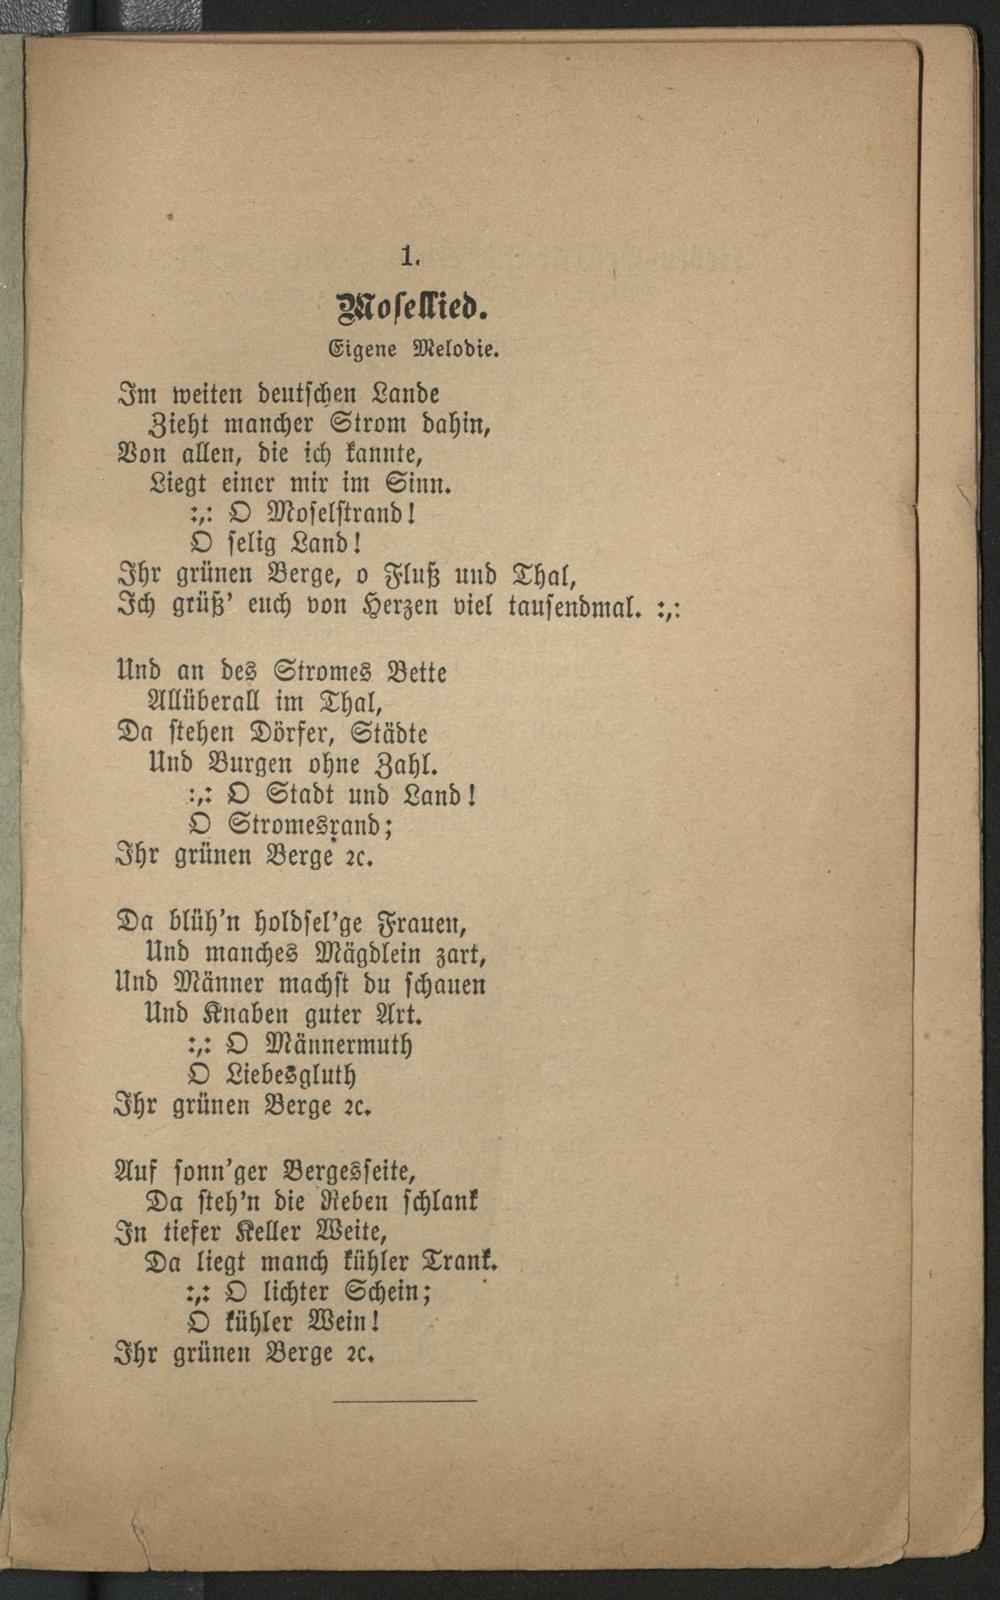 1.
Mosellied.
Eigene Melodie.
Im weiten deutschen Lande
Zieht mancher Strom dahin,
Von allen, die ich kannte,
Liegt einer mir im Sinn.
:,: O Moselstrand!
O selig Land!
Ihr grünen Berge, o Fluß und Thal,
Ich grüß' euch von Herzen viel tausendmal. :,:
Und an des Stromes Bette
Allüberall im Thal,
Da stehen Dörfer, Städte
Und Burgen ohne Zahl.
:,: O Stadt und Land!
O Stromesrand;
Ihr grünen Berge ꝛc.
Da blüh'n holdsel'ge Frauen,
Und manches Mägdlein zart,
Und Männer machst du schauen
Und Knaben guter Art.
:,: O Männermuth
O Liebesgluth
Ihr grünen Berge ꝛc.
Auf sonn'ger Bergesseite,
Da steh'n die Reben schlank
In tiefer Keller Weite,
Da liegt manch kühler Trank.
:,: O lichter Schein;
O kühler Wein!
Ihr grünen Berge ꝛc.